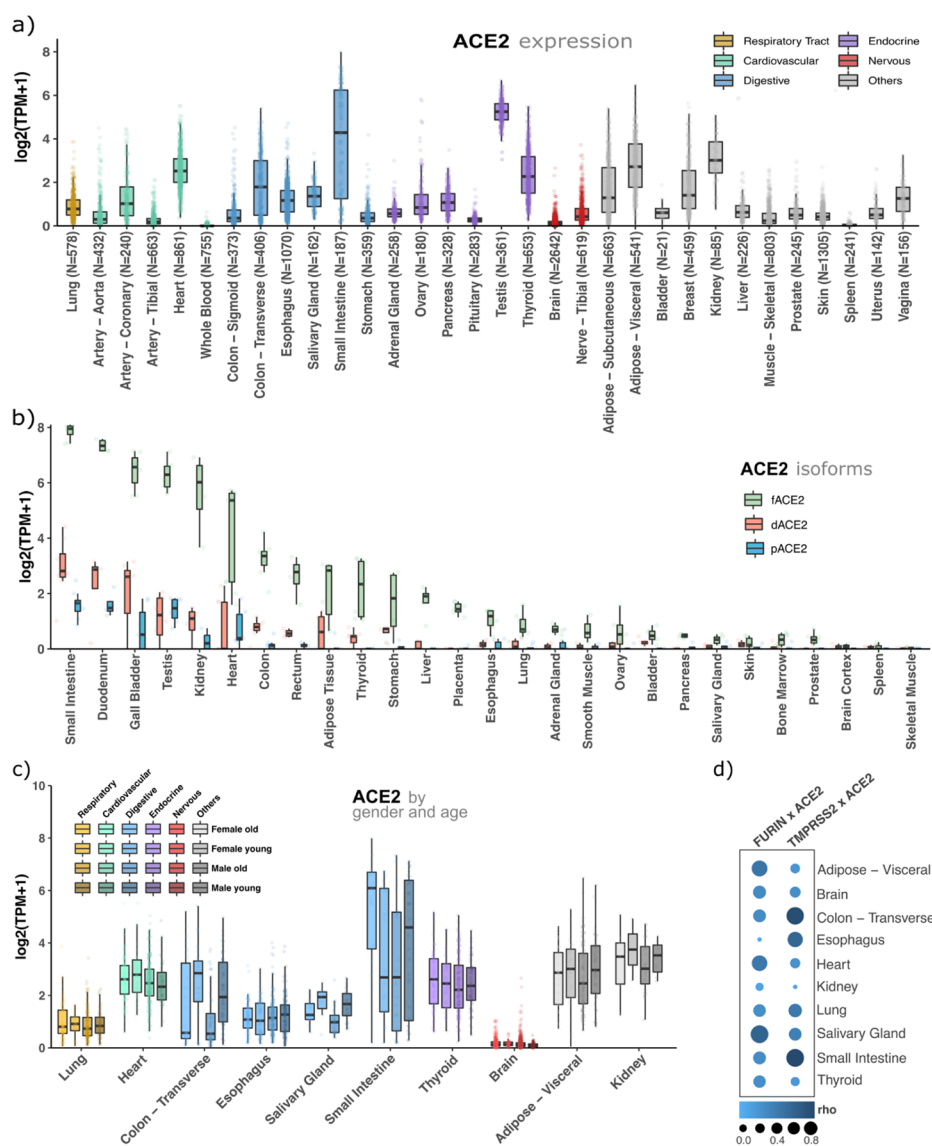 a)
ACE2 expression
Respiratory Tract
Cardiovascular
Digestive
Endocrine
Nervous
Others
log2(TPM+1)
8
6
4
2
0
Lung (N=578)
Artery – Aorta (N=432)
Artery – Coronary (N=240)
Artery – Tibial (N=663)
Heart (N=861)
Whole Blood (N=755)
Colon – Sigmoid (N=373)
Colon – Transverse (N=406)
Esophagus (N=1070)
Salivary Gland (N=162)
Small Intestine (N=187)
Stomach (N=359)
Adrenal Gland (N=258)
Ovary (N=180)
Pancreas (N=328)
Pituitary (N=283)
Testis (N=361)
Thyroid (N=653)
Brain (N=2642)
Nerve – Tibial (N=619)
Adipose – Subcutaneous (N=663)
Adipose – Visceral (N=541)
Bladder (N=21)
Breast (N=459)
Kidney (N=85)
Liver (N=226)
Muscle – Skeletal (N=803)
Prostate (N=245)
Skin (N=1305)
Spleen (N=241)
Uterus (N=142)
Vagina (N=156)
b)
ACE2 isoforms
fACE2
dACE2
pACE2
log2(TPM+1)
8
6
4
2
0
Small Intestine
Duodenum
Gall Bladder
Testis
Kidney
Heart
Colon
Rectum
Adipose Tissue
Thyroid
Stomach
Liver
Placenta
Esophagus
Lung
Adrenal Gland
Smooth Muscle
Ovary
Bladder
Pancreas
Salivary Gland
Skin
Bone Marrow
Prostate
Brain Cortex
Spleen
Skeletal Muscle
c)
ACE2 by
gender and age
Respiratory
Cardiovascular
Digestive
Endocrine
Nervous
Others
Female old
Female young
Male old
Male young
log2(TPM+1)
10
8
6
4
2
0
Lung
Heart
Colon – Transverse
Esophagus
Salivary Gland
Small Intestine
Thyroid
Brain
Adipose – Visceral
Kidney
d)
FURIN x ACE2
TMPRSS2 x ACE2
Adipose – Visceral
Brain
Colon – Transverse
Esophagus
Heart
Kidney
Lung
Salivary Gland
Small Intestine
Thyroid
rho
0.0 0.4 0.8